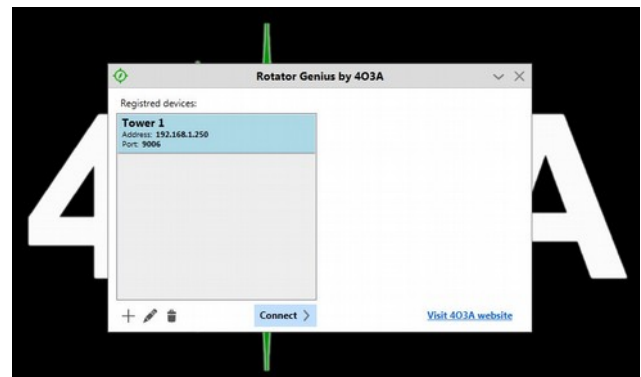 Rotator Genius by 4O3A
Registred devices:
Tower 1
Address: 192.168.1.250
Port: 9006
4 A
Connect
Visit 4O3A website